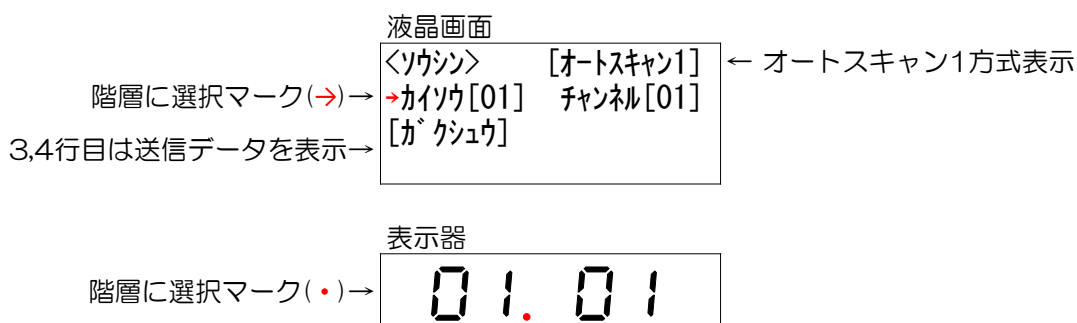 液晶画面
<ソウシン> [オートスキャン1] ← オートスキャン1方式表示
階層に選択マーク(→)→ →カイソウ[01] チャンネル[01]
[ガクシュウ]
3,4行目は送信データを表示→
表示器
階層に選択マーク(・)→ 01. 01